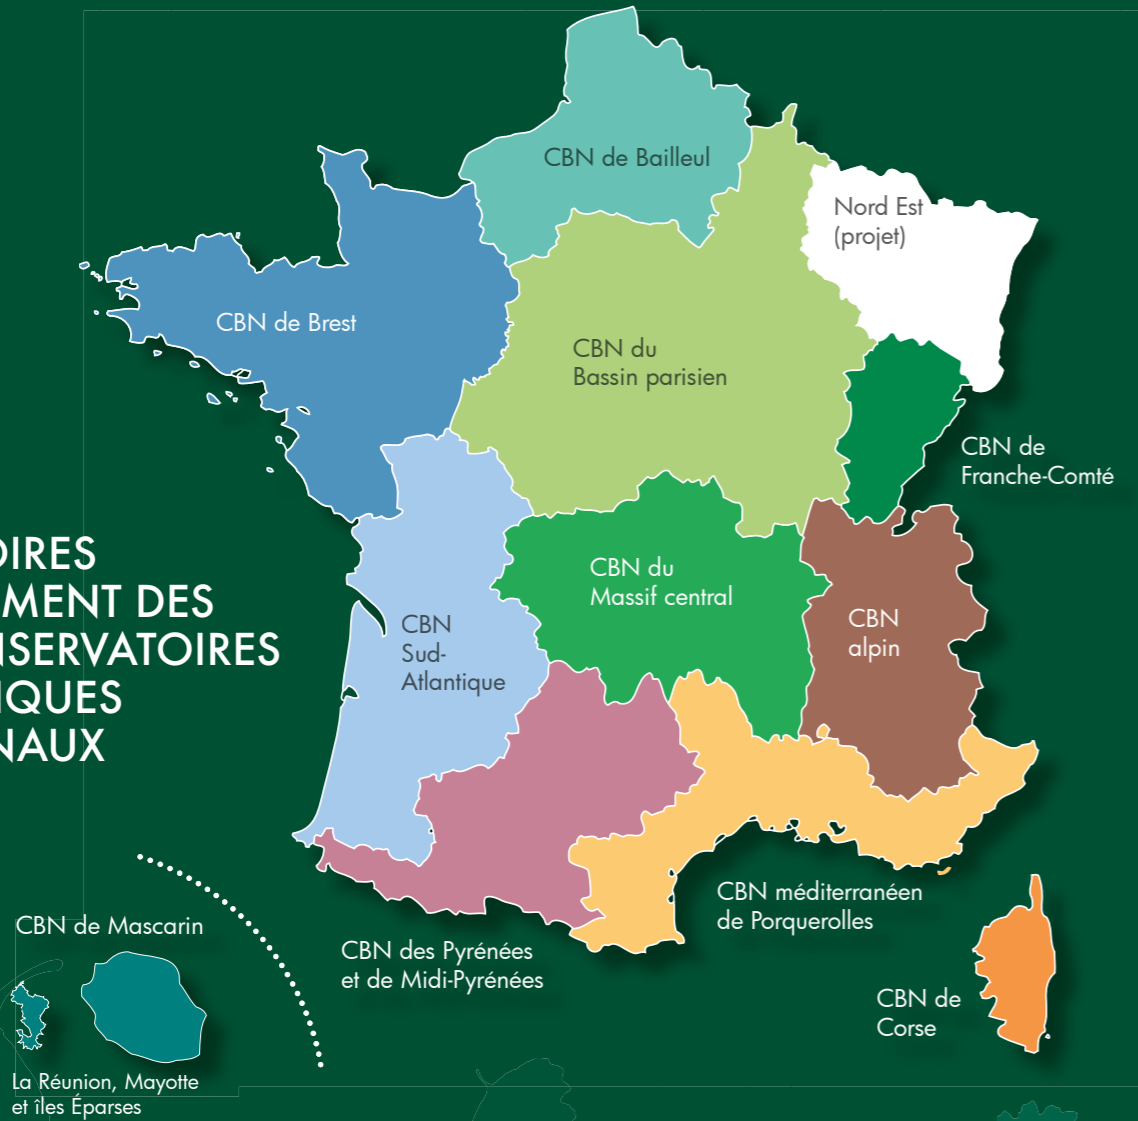 CBN de Bailleul
Nord Est
(projet)
CBN de Brest
CBN du
Bassin parisien
CBN de
Franche-Comté
OIRES
MENT DES
NSERVATOIRES
IQUES
NAUX
CBN du
Massif central
CBN
alpin
CBN
Sud-
Atlantique
CBN méditerranéen
de Porquerolles
CBN de Mascarin
CBN des Pyrénées
et de Midi-Pyrénées
CBN de
Corse
La Réunion, Mayotte
et îles Éparses